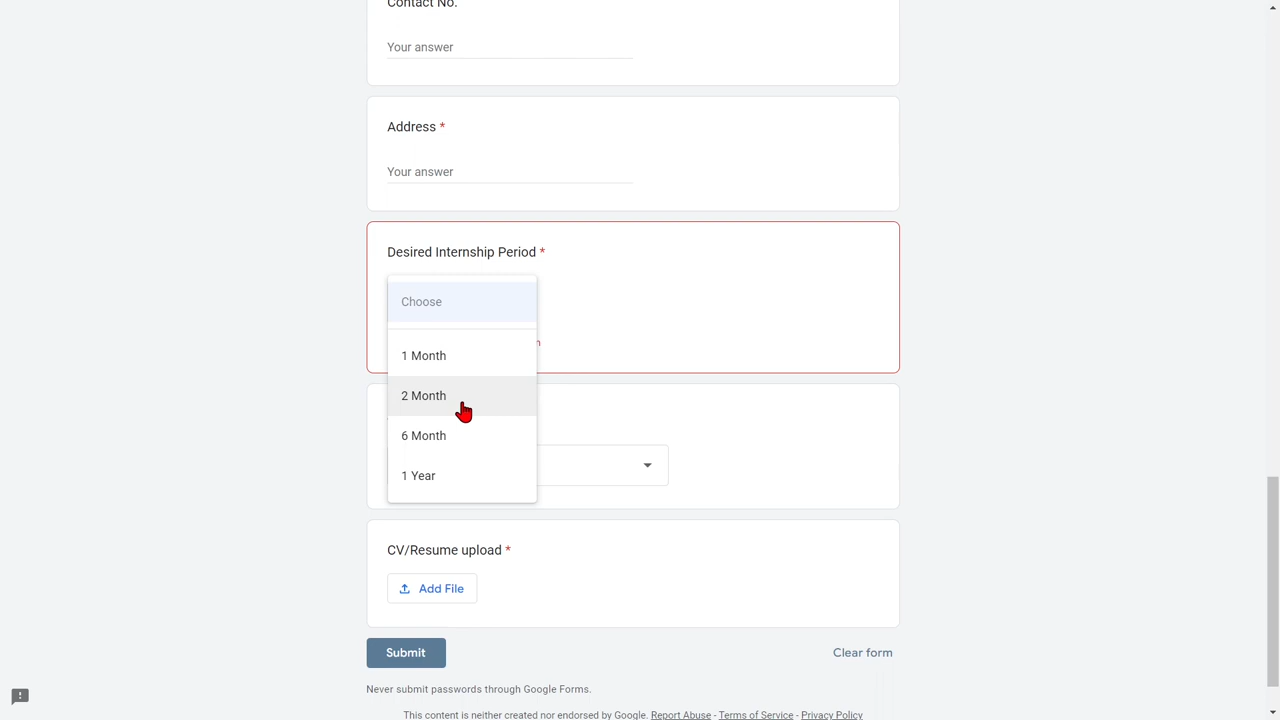 Contact No.
Your answer
Address *
Your answer
Desired Internship Period *
Choose
1 Month
2 Month
6 Month
1 Year
CV/Resume upload *
Add File
Submit
Clear form
Never submit passwords through Google Forms.
This content is neither created nor endorsed by Google. Report Abuse - Terms of Service - Privacy Policy